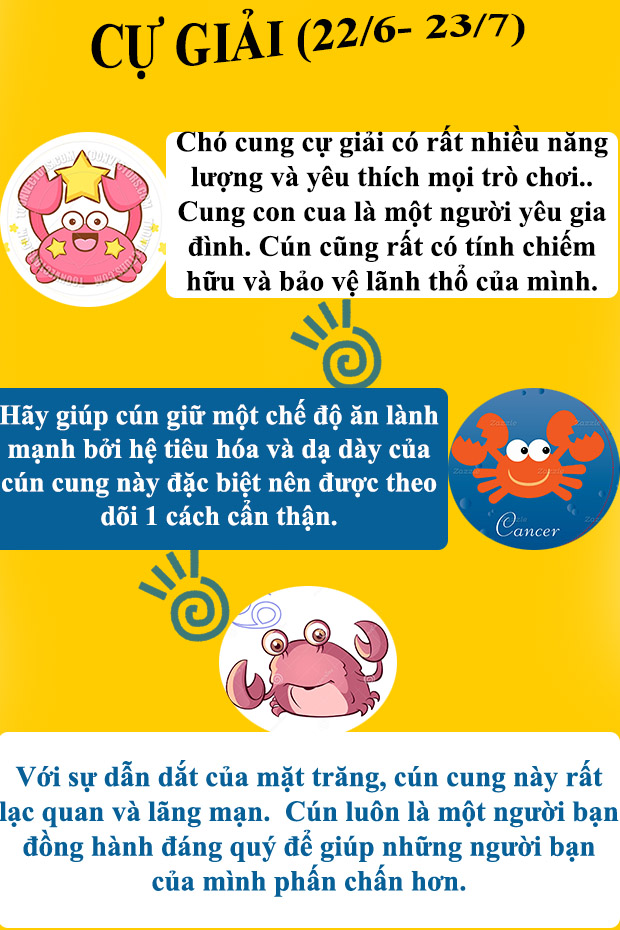 CỰ GIẢI (22/6- 23/7)
Chó cung cự giải có rất nhiều năng
lượng và yêu thích mọi trò chơi..
Cung con cua là một người yêu gia
đình. Cún cũng rất có tính chiếm
hữu và bảo vệ lãnh thổ của mình.
Hãy giúp cún giữ một chế độ ăn lành
mạnh bởi hệ tiêu hóa và dạ dày của
cún cung này đặc biệt nên được theo
dõi 1 cách cẩn thận.
Zazzle
Zazzle
Cancer
Với sự dẫn dắt của mặt trăng, cún cung này rất
lạc quan và lãng mạn. Cún luôn là một người bạn
đồng hành đáng quý để giúp những người bạn
của mình phấn chấn hơn.